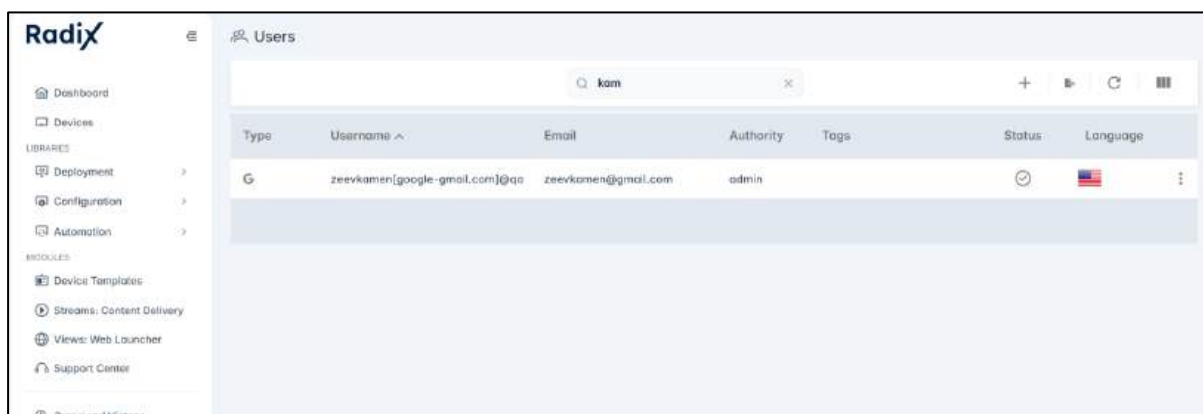 Radix
Users
kam
Dashboard
Devices
Type Username Email Authority Tags Status Language
LIBRARIES
Deployment
G zeevkamen[google-gmail.com]@qa zeevkamen@gmail.com admin
Configuration
Automation
MODULES
Device Templates
Streams: Content Delivery
Views: Web Launcher
Support Center